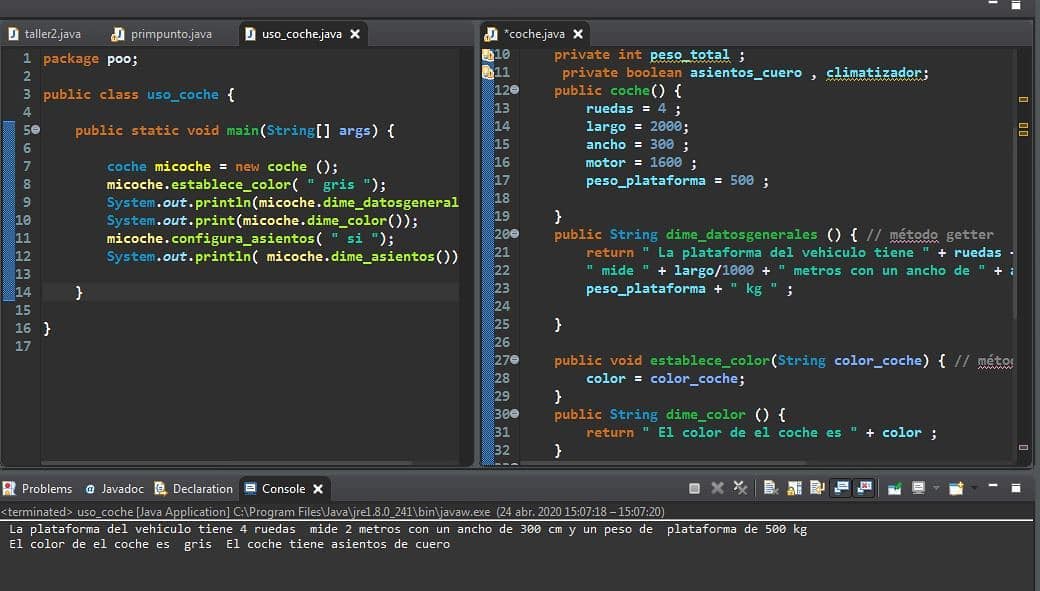 taller2.java
primpunto.java
uso_coche.java
1 package poo;
2
3 public class uso_coche {
4
5 public static void main(String[] args) {
6
7 coche micoche = new coche ();
8 micoche.establece_color( " gris ");
9 System.out.println(micoche.dime_datosgeneral
10 System.out.print(micoche.dime_color());
11 micoche.configura_asientos( " si ");
12 System.out.println( micoche.dime_asientos())
13
14 }
15
16 }
17
*coche.java
10 private int peso_total ;
11 private boolean asientos_cuero , climatizador;
12 public coche() {
13 ruedas = 4 ;
14 largo = 2000;
15 ancho = 300 ;
16 motor = 1600 ;
17 peso_plataforma = 500 ;
18
19 }
20 public String dime_datosgenerales () { // método getter
21 return " La plataforma del vehiculo tiene " + ruedas +
22 " mide " + largo/1000 + " metros con un ancho de " + a
23 peso_plataforma + " kg " ;
24
25 }
26
27 public void establece_color(String color_coche) { // méto
28 color = color_coche;
29 }
30 public String dime_color () {
31 return " El color de el coche es " + color ;
32 }
Problems
@ Javadoc
Declaration
Console
<terminated> uso_coche [Java Application] C:\Program Files\Java\jre1.8.0_241\bin\javaw.exe (24 abr. 2020 15:07:18 – 15:07:20)
La plataforma del vehiculo tiene 4 ruedas  mide 2 metros con un ancho de 300 cm y un peso de  plataforma de 500 kg
El color de el coche es  gris  El coche tiene asientos de cuero